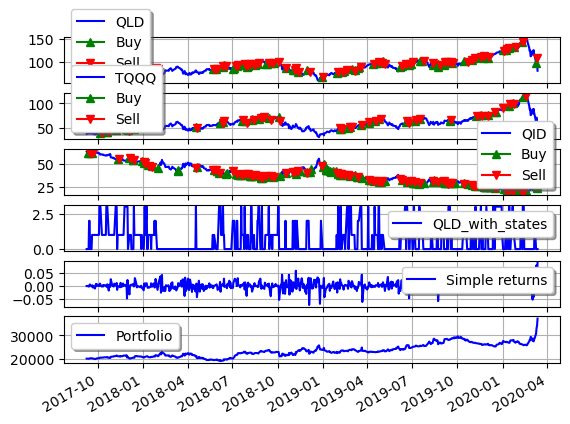 QLD
Buy
Sell
150
100
TQQQ
Buy
Sell
100
50
QID
Buy
Sell
50
25
QLD_with_states
2.5
0.0
Simple returns
0.05
0.00
−0.05
Portfolio
30000
20000
2017-10
2018-01
2018-04
2018-07
2018-10
2019-01
2019-04
2019-07
2019-10
2020-01
2020-04